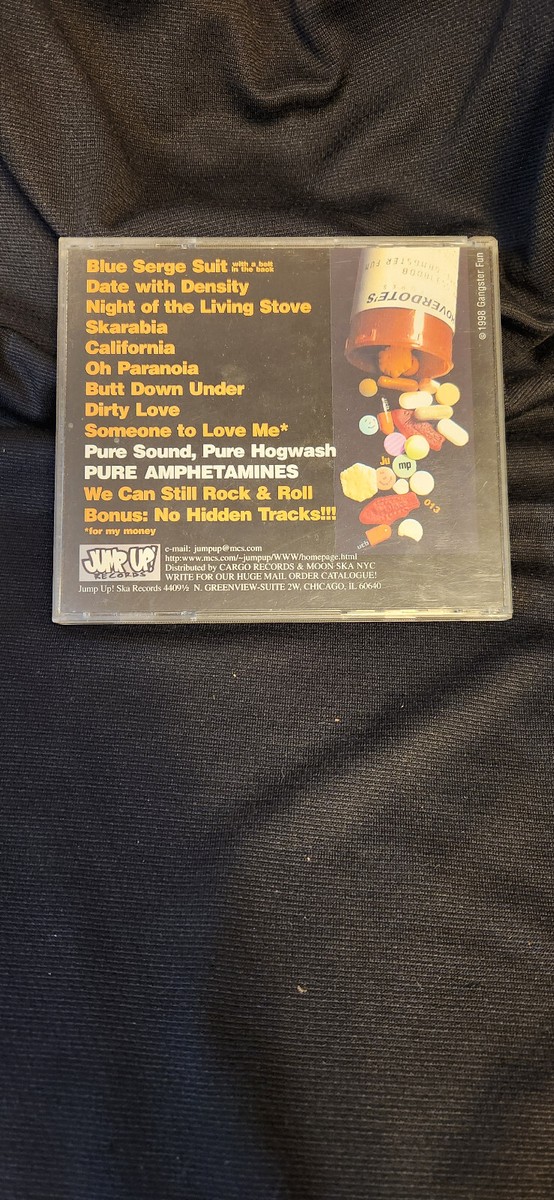 Blue Serge Suit with a belt in the back
Date with Density
Night of the Living Stove
Skarabia
California
Oh Paranoia
Butt Down Under
Dirty Love
Someone to Love Me*
Pure Sound, Pure Hogwash
PURE AMPHETAMINES
We Can Still Rock & Roll
Bonus: No Hidden Tracks!!!
*for my money
JUMP UP!
RECORDS
e-mail: jumpup@mcs.com
http:www.mcs.com/~jumpup/WWW/homepage.html
Distributed by CARGO RECORDS & MOON SKA NYC
WRITE FOR OUR HUGE MAIL ORDER CATALOGUE!
Jump Up! Ska Records 4409½ N. GREENVIEW-SUITE 2W, CHICAGO, IL 60640
OVERDOTE'S
GANGSTER FUN
Ju mp
013
©1998 Gangster Fun